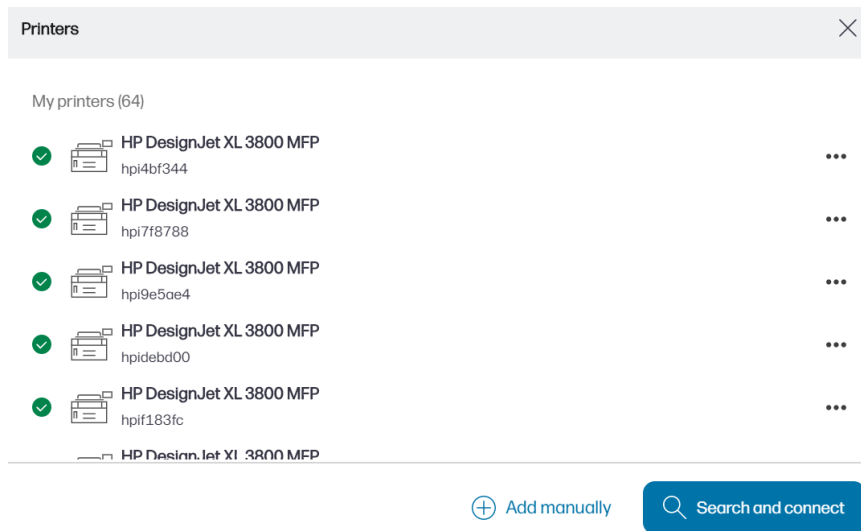 Printers
My printers (64)
HP DesignJet XL 3800 MFP
hpi4bf344
HP DesignJet XL 3800 MFP
hpi7f8788
HP DesignJet XL 3800 MFP
hpi9e5ae4
HP DesignJet XL 3800 MFP
hpidebd00
HP DesignJet XL 3800 MFP
hpif183fc
HP DesignJet XL 3800 MFP
Add manually
Search and connect